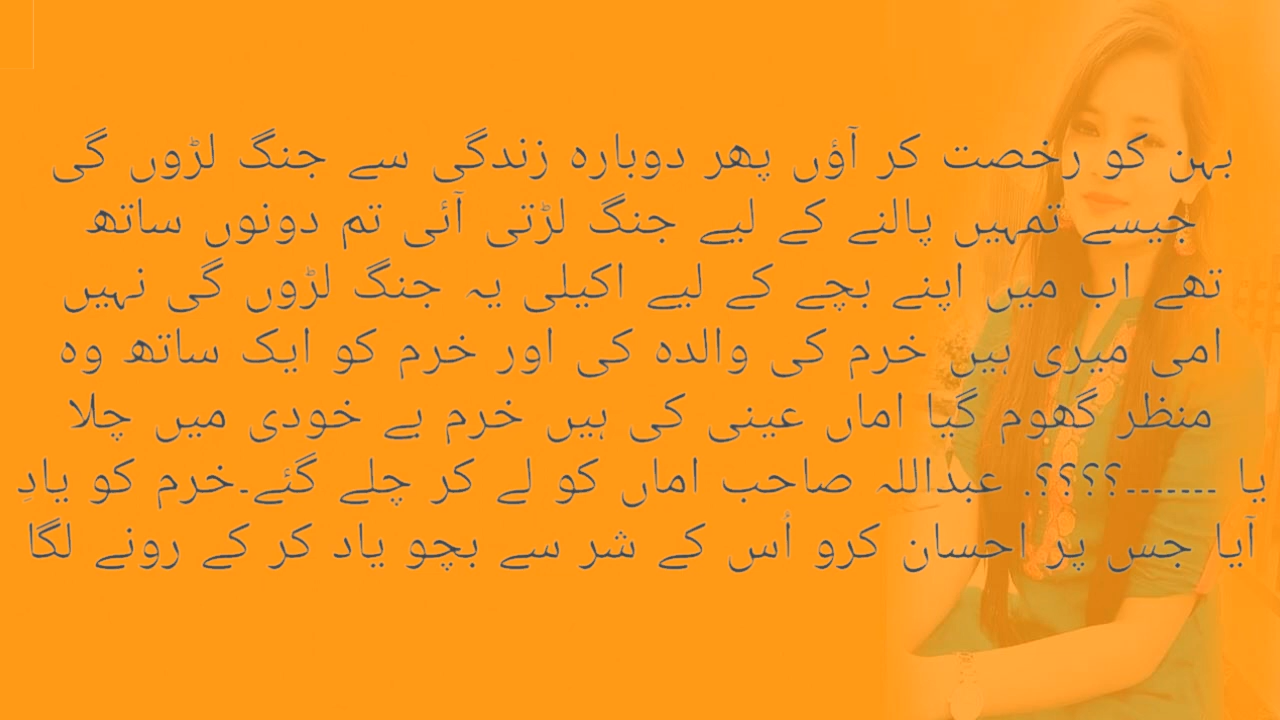 بہن کو رخصت کر آؤں پھر دوبارہ زندگی سے جنگ لڑوں گی
جیسے تمہیں پالنے کے لیے جنگ لڑتی آئی تم دونوں ساتھ
تھے اب میں اپنے بچے کے لیے اکیلی یہ جنگ لڑوں گی نہیں
امی میری ہیں خرم کی والدہ کی اور خرم کو ایک ساتھ وہ
منظر گھوم گیا اماں عینی کی ہیں خرم بے خودی میں چلا
یا ۔۔۔۔۔۔۔؟؟؟؟. عبداللہ صاحب اماں کو لے کر چلے گئے۔خرم کو یادِ
آیا جس پر احسان کرو اُس کے شر سے بچو یاد کر کے رونے لگا